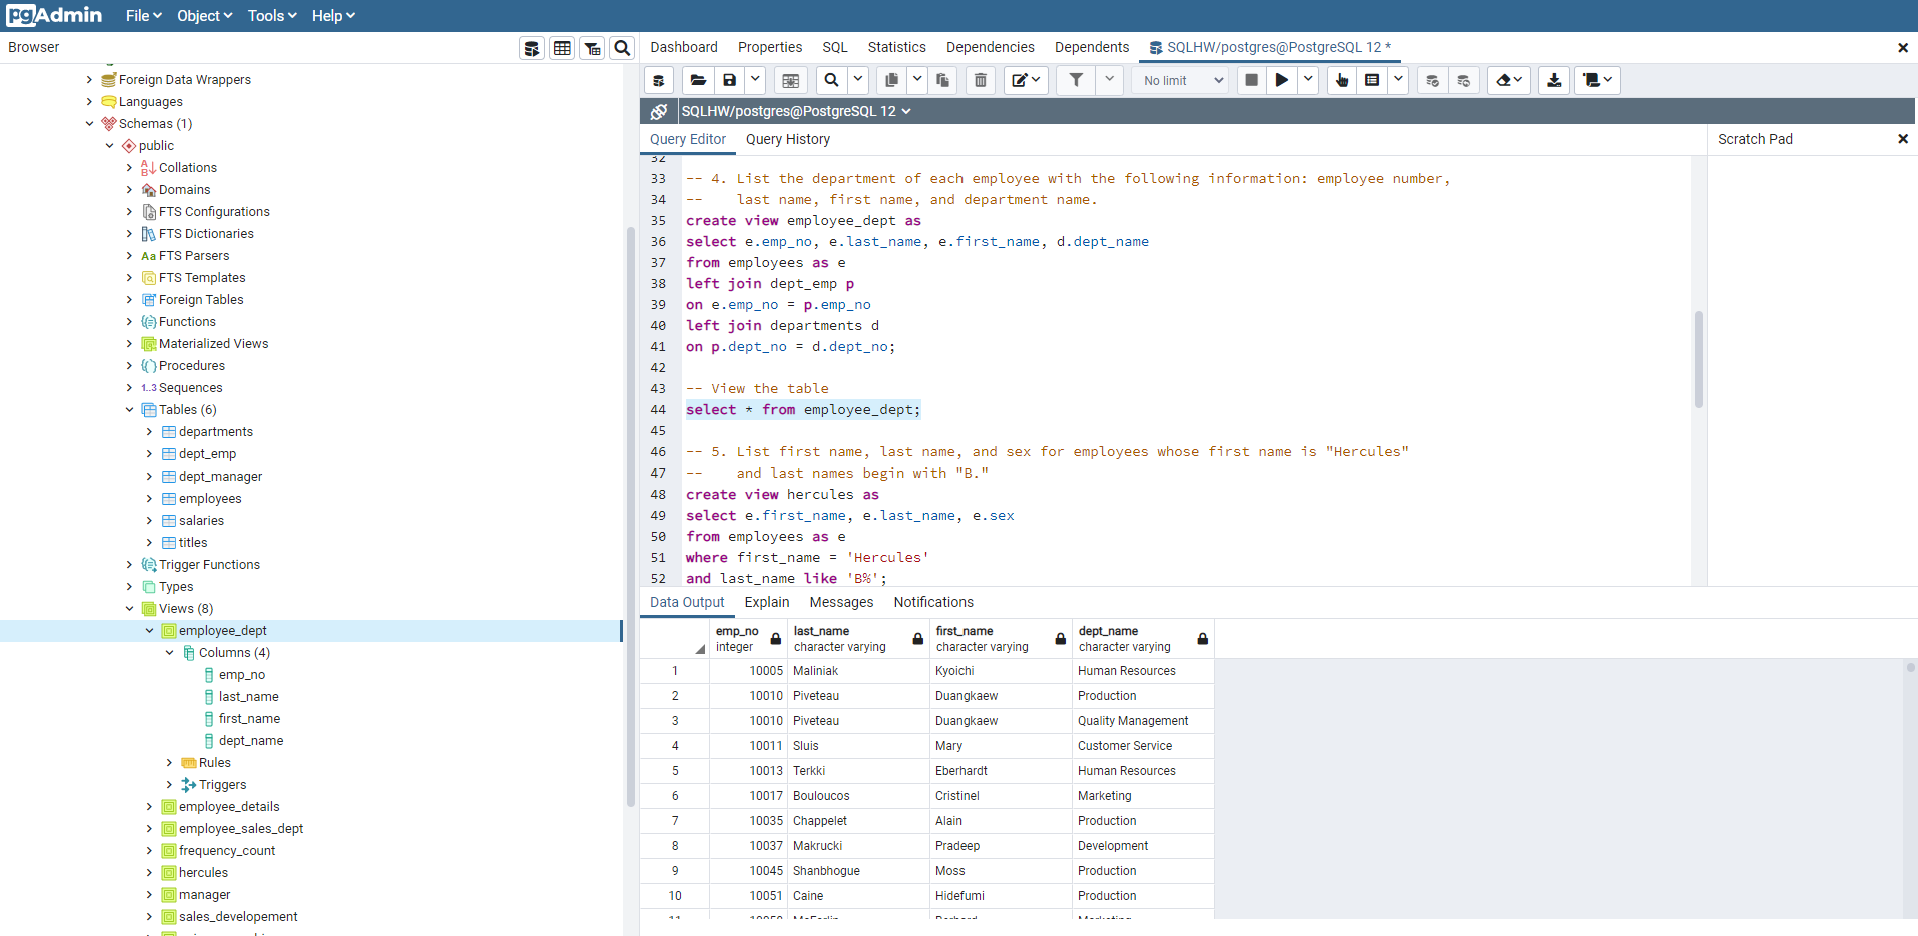 pgAdmin File Object Tools Help
Browser
Dashboard Properties SQL Statistics Dependencies Dependents SQLHW/postgres@PostgreSQL 12 *
No limit
SQLHW/postgres@PostgreSQL 12
Foreign Data Wrappers
Languages
Schemas (1)
public
Collations
Domains
FTS Configurations
FTS Dictionaries
Aa FTS Parsers
FTS Templates
Foreign Tables
Functions
Materialized Views
Procedures
1..3 Sequences
Tables (6)
departments
dept_emp
dept_manager
employees
salaries
titles
Trigger Functions
Types
Views (8)
employee_dept
Columns (4)
emp_no
last_name
first_name
dept_name
Rules
Triggers
employee_details
employee_sales_dept
frequency_count
hercules
manager
sales_developement
Query Editor Query History
Scratch Pad
32
33 -- 4. List the department of each employee with the following information: employee number,
34 -- last name, first name, and department name.
35 create view employee_dept as
36 select e.emp_no, e.last_name, e.first_name, d.dept_name
37 from employees as e
38 left join dept_emp p
39 on e.emp_no = p.emp_no
40 left join departments d
41 on p.dept_no = d.dept_no;
42
43 -- View the table
44 select * from employee_dept;
45
46 -- 5. List first name, last name, and sex for employees whose first name is "Hercules"
47 -- and last names begin with "B."
48 create view hercules as
49 select e.first_name, e.last_name, e.sex
50 from employees as e
51 where first_name = 'Hercules'
52 and last_name like 'B%';
Data Output Explain Messages Notifications
emp_no last_name first_name dept_name
integer character varying character varying character varying
1 10005 Maliniak Kyoichi Human Resources
2 10010 Piveteau Duangkaew Production
3 10010 Piveteau Duangkaew Quality Management
4 10011 Sluis Mary Customer Service
5 10013 Terkki Eberhardt Human Resources
6 10017 Bouloucos Cristinel Marketing
7 10035 Chappelet Alain Production
8 10037 Makrucki Pradeep Development
9 10045 Shanbhogue Moss Production
10 10051 Caine Hidefumi Production